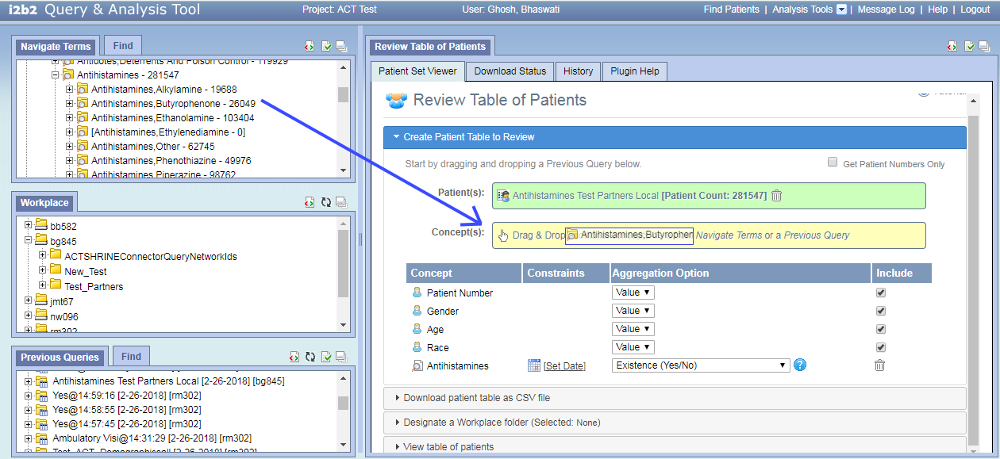 i2b2 Query & Analysis Tool
Project: ACT Test
User: Ghosh, Bhaswati
Find Patients | Analysis Tools | Message Log | Help | Logout
Navigate Terms
Find
Antidotes,Deterrents And Poison Control - 119929
Antihistamines - 281547
Antihistamines,Alkylamine - 19688
Antihistamines,Butyrophenone - 26049
Antihistamines,Ethanolamine - 103404
[Antihistamines,Ethylenediamine - 0]
Antihistamines,Other - 62745
Antihistamines,Phenothiazine - 49976
Antihistamines,Piperazine - 98762
Workplace
bb582
bg845
ACTSHRINEConnectorQueryNetworkIds
New_Test
Test_Partners
jmt67
nw096
rm302
Previous Queries
Find
Antihistamines Test Partners Local [2-26-2018] [bg845]
Yes@14:59:16 [2-26-2018] [rm302]
Yes@14:58:55 [2-26-2018] [rm302]
Yes@14:57:45 [2-26-2018] [rm302]
Ambulatory Visi@14:31:29 [2-26-2018] [rm302]
Review Table of Patients
Patient Set Viewer
Download Status
History
Plugin Help
Review Table of Patients
Create Patient Table to Review
Start by dragging and dropping a Previous Query below.
Get Patient Numbers Only
Patient(s):
Antihistamines Test Partners Local [Patient Count: 281547]
Concept(s):
Drag & Drop Antihistamines,Butyrophen Navigate Terms or a Previous Query
Concept Constraints Aggregation Option Include
Patient Number Value
Gender Value
Age Value
Race Value
Antihistamines [Set Date] Existence (Yes/No) ?
Download patient table as CSV file
Designate a Workplace folder (Selected: None)
View table of patients